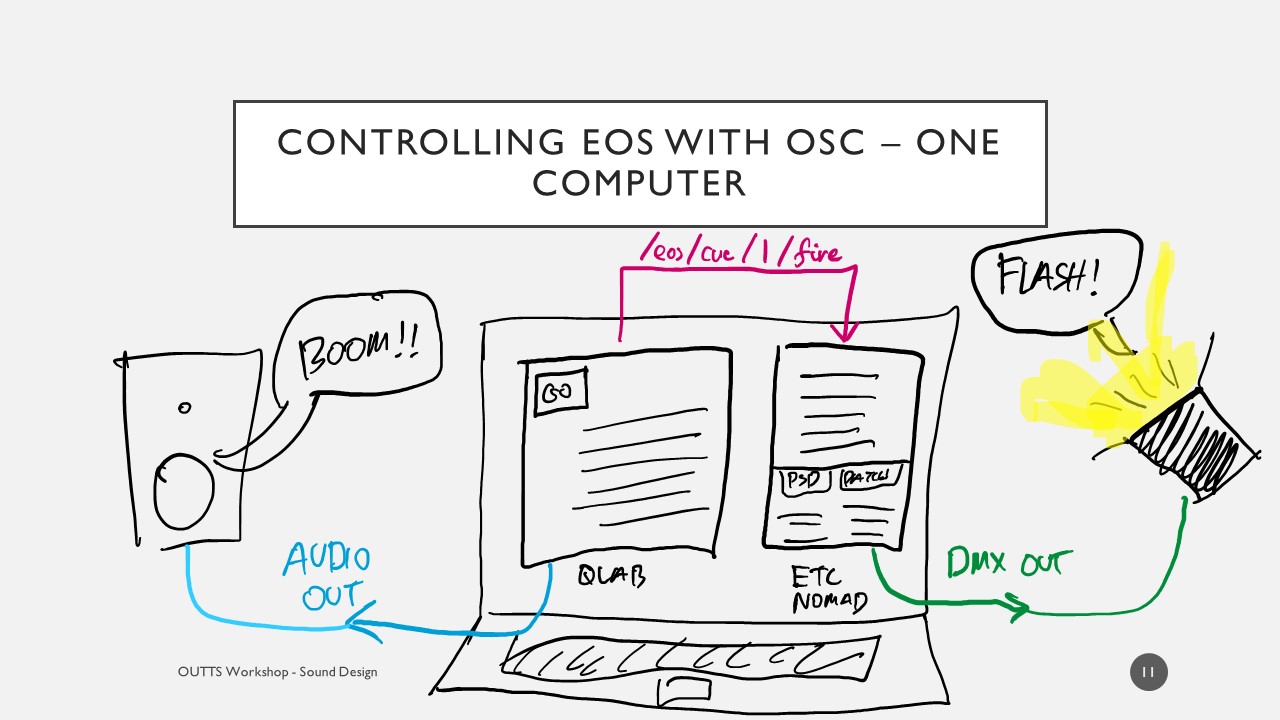 CONTROLLING EOS WITH OSC – ONE
COMPUTER
/eos/cue/1/fire
FLASH!
BOOM!!
GO
PSD PATCH
AUDIO
OUT
QLAB
ETC
NOMAD
DMX OUT
OUTTS Workshop - Sound Design
11